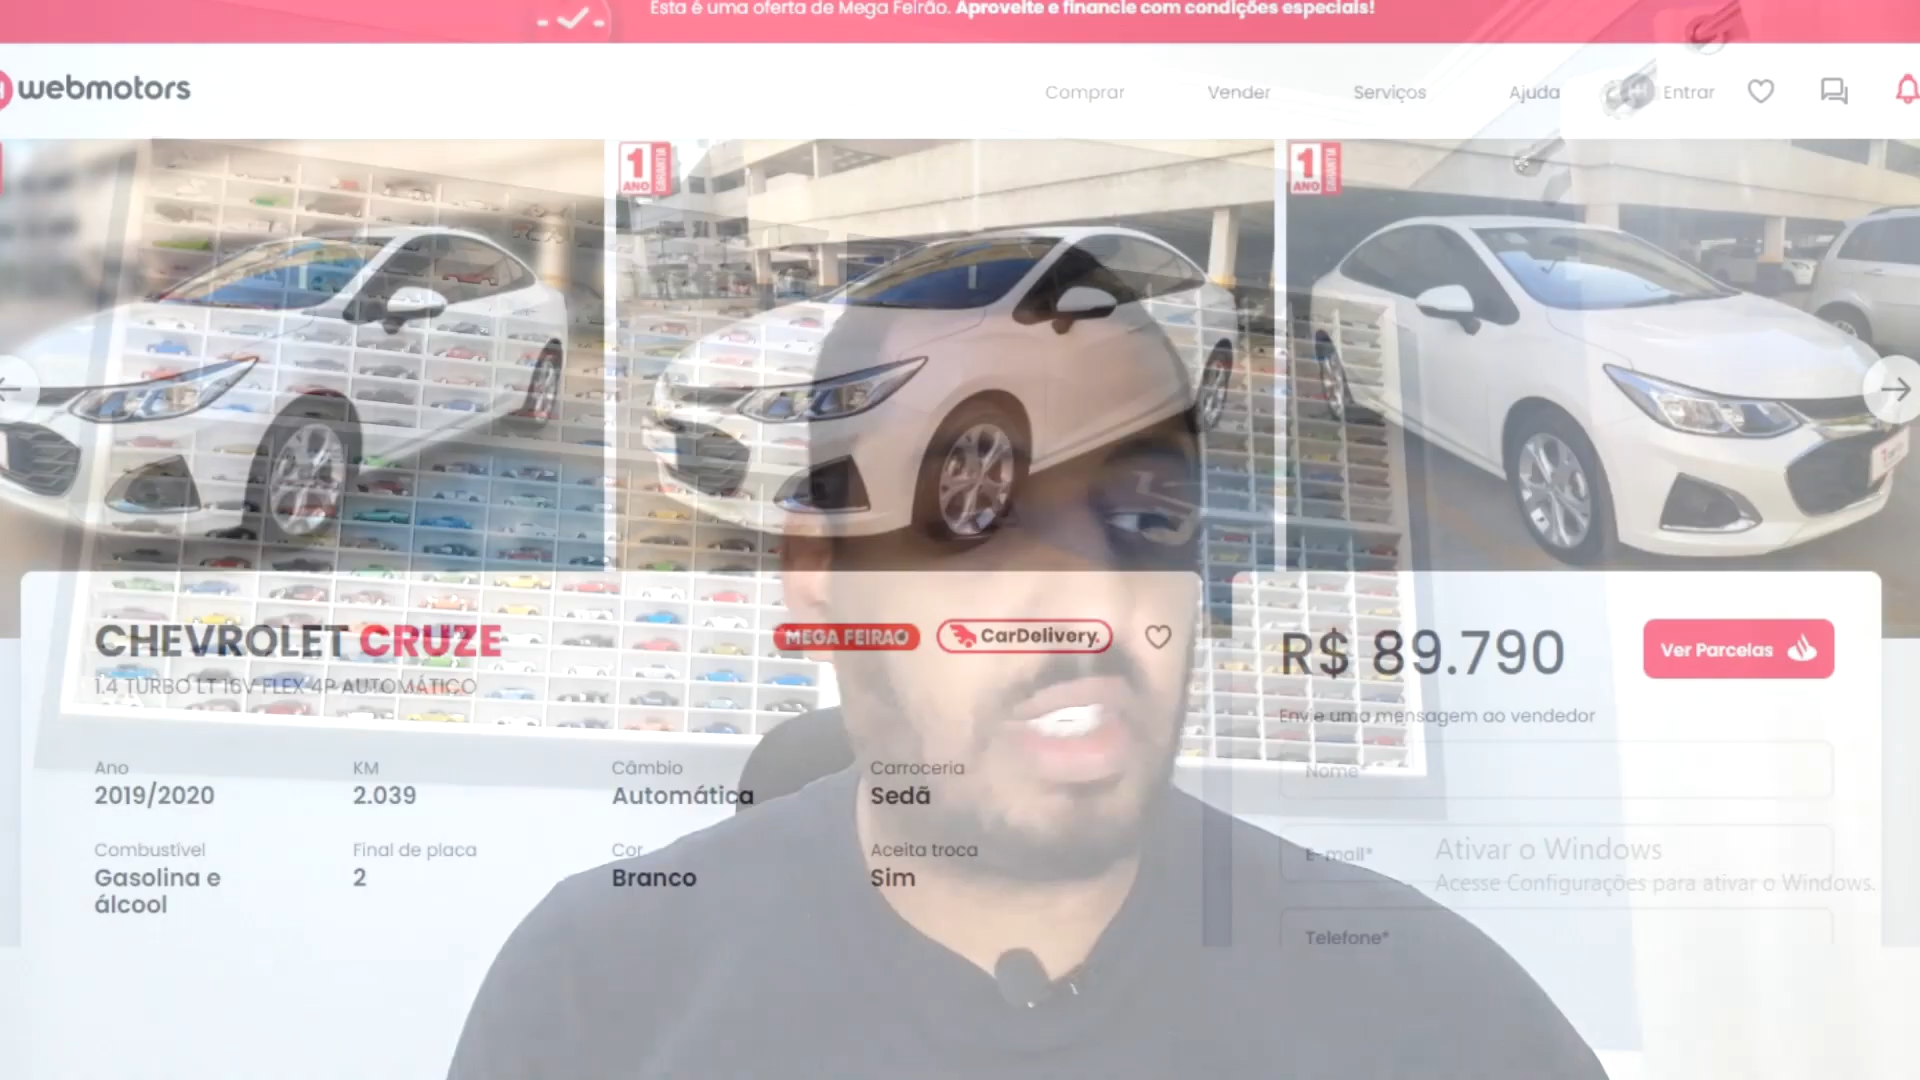 Esta é uma oferta de Mega Feirão. Aproveite e financie com condições especiais!
webmotors
Comprar
Vender
Serviços
Ajuda
Entrar
1
ANO
GARANTIA
1
ANO
GARANTIA
CHEVROLET CRUZE
MEGA FEIRÃO
CarDelivery.
1.4 TURBO LT 16V FLEX 4P AUTOMÁTICO
R$ 89.790
Ver Parcelas
Envie uma mensagem ao vendedor
Ano
2019/2020
KM
2.039
Câmbio
Automática
Carroceria
Sedã
Nome*
Combustível
Gasolina e
álcool
Final de placa
2
Cor
Branco
Aceita troca
Sim
E-mail*
Ativar o Windows
Acesse Configurações para ativar o Windows.
Telefone*